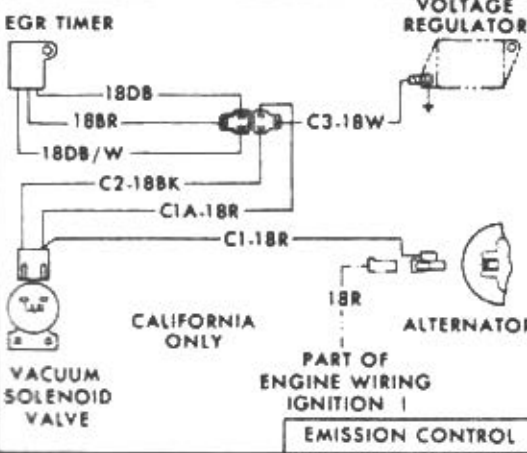 EGR TIMER
VOLTAGE
REGULATOR
18DB
18BR
C3-18W
18DB/W
C2-18BK
C1A-18R
C1-18R
18R
CALIFORNIA
ONLY
ALTERNATOR
VACUUM
SOLENOID
VALVE
PART OF
ENGINE WIRING
IGNITION 1
EMISSION CONTROL